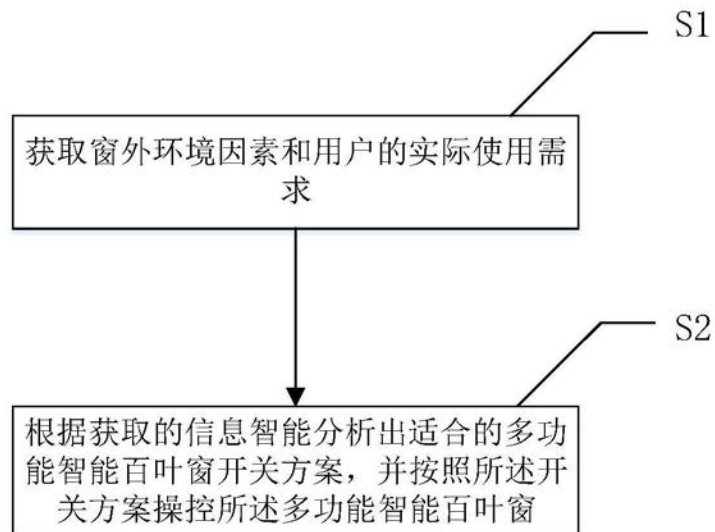 S1
获取窗外环境因素和用户的实际使用需
求
S2
根据获取的信息智能分析出适合的多功
能智能百叶窗开关方案，并按照所述开
关方案操控所述多功能智能百叶窗